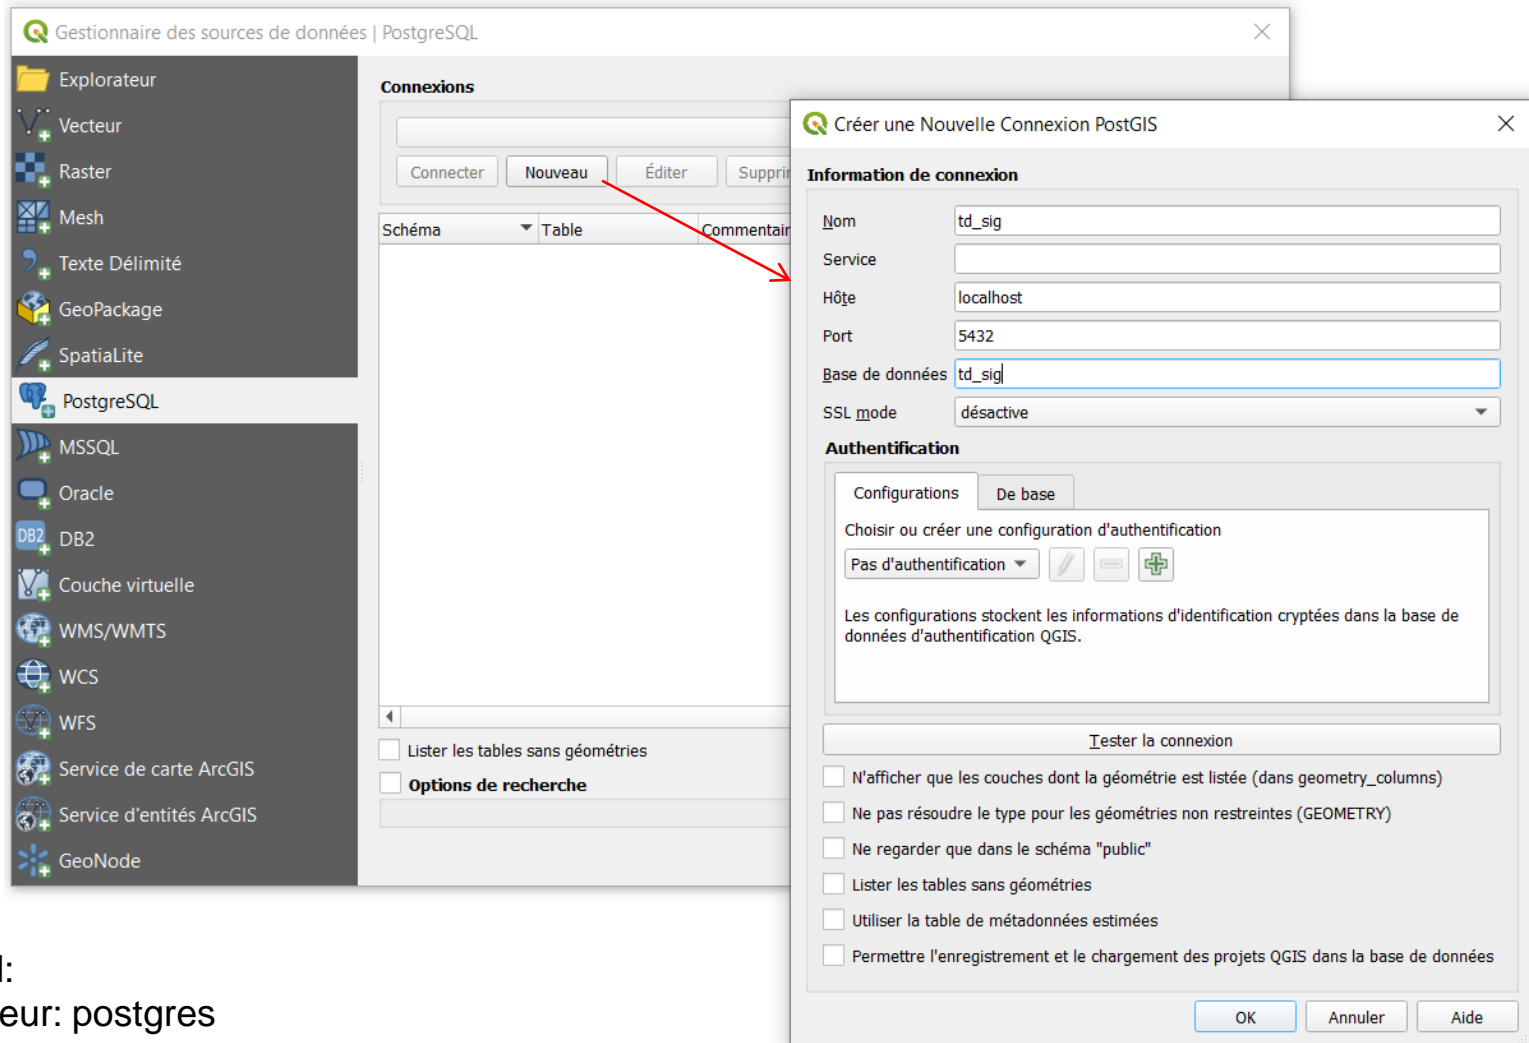 Gestionnaire des sources de données | PostgreSQL
Explorateur
Vecteur
Raster
Mesh
Texte Délimité
GeoPackage
SpatiaLite
PostgreSQL
MSSQL
Oracle
DB2
DB2
Couche virtuelle
WMS/WMTS
WCS
WFS
Service de carte ArcGIS
Service d'entités ArcGIS
GeoNode
Connexions
Connecter
Nouveau
Éditer
Supprir
Schéma
Table
Commentair
Lister les tables sans géométries
Options de recherche
Créer une Nouvelle Connexion PostGIS
Information de connexion
Nom td_sig
Service
Hôte localhost
Port 5432
Base de données td_sig
SSL mode désactive
Authentification
Configurations De base
Choisir ou créer une configuration d'authentification
Pas d'authentification
Les configurations stockent les informations d'identification cryptées dans la base de
données d'authentification QGIS.
Tester la connexion
N'afficher que les couches dont la géométrie est listée (dans geometry_columns)
Ne pas résoudre le type pour les géométries non restreintes (GEOMETRY)
Ne regarder que dans le schéma "public"
Lister les tables sans géométries
Utiliser la table de métadonnées estimées
Permettre l'enregistrement et le chargement des projets QGIS dans la base de données
OK Annuler Aide
l:
eur: postgres